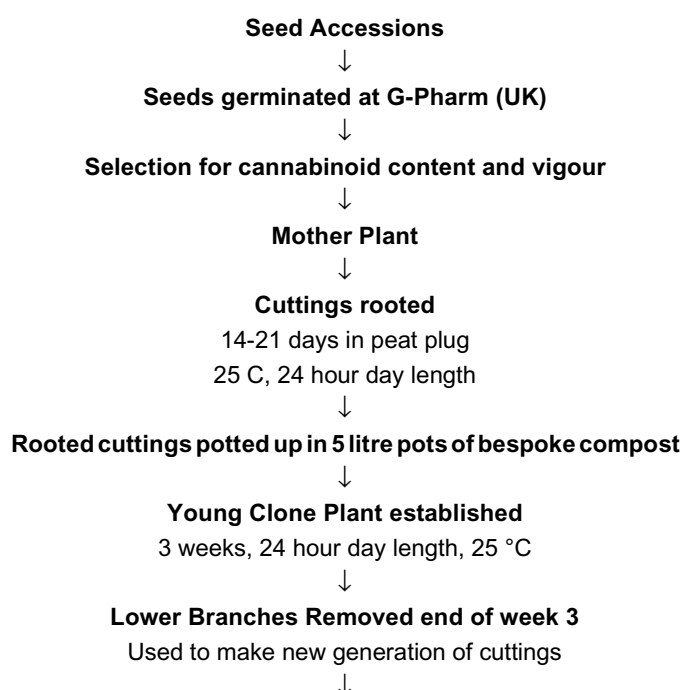 Seed Accessions
↓
Seeds germinated at G-Pharm (UK)
↓
Selection for cannabinoid content and vigour
↓
Mother Plant
↓
Cuttings rooted
14-21 days in peat plug
25 C, 24 hour day length
↓
Rooted cuttings potted up in 5 litre pots of bespoke compost
↓
Young Clone Plant established
3 weeks, 24 hour day length, 25 °C
↓
Lower Branches Removed end of week 3
Used to make new generation of cuttings
↓